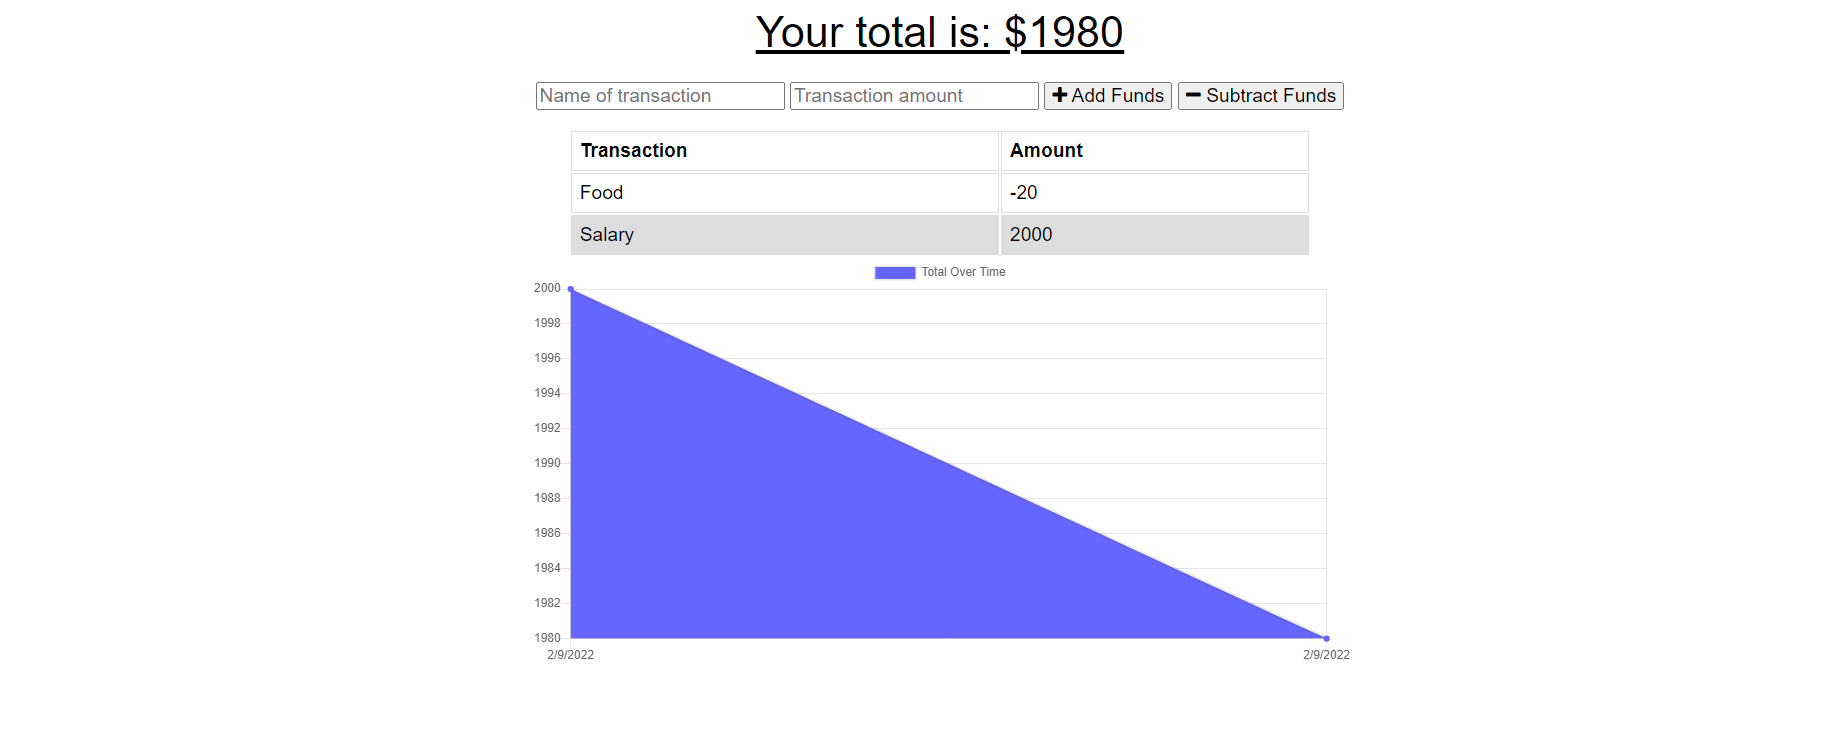 Your total is: $1980
Name of transaction Transaction amount Add Funds Subtract Funds
Transaction Amount
Food -20
Salary 2000
Total Over Time
2000
1998
1996
1994
1992
1990
1988
1986
1984
1982
1980
2/9/2022 2/9/2022